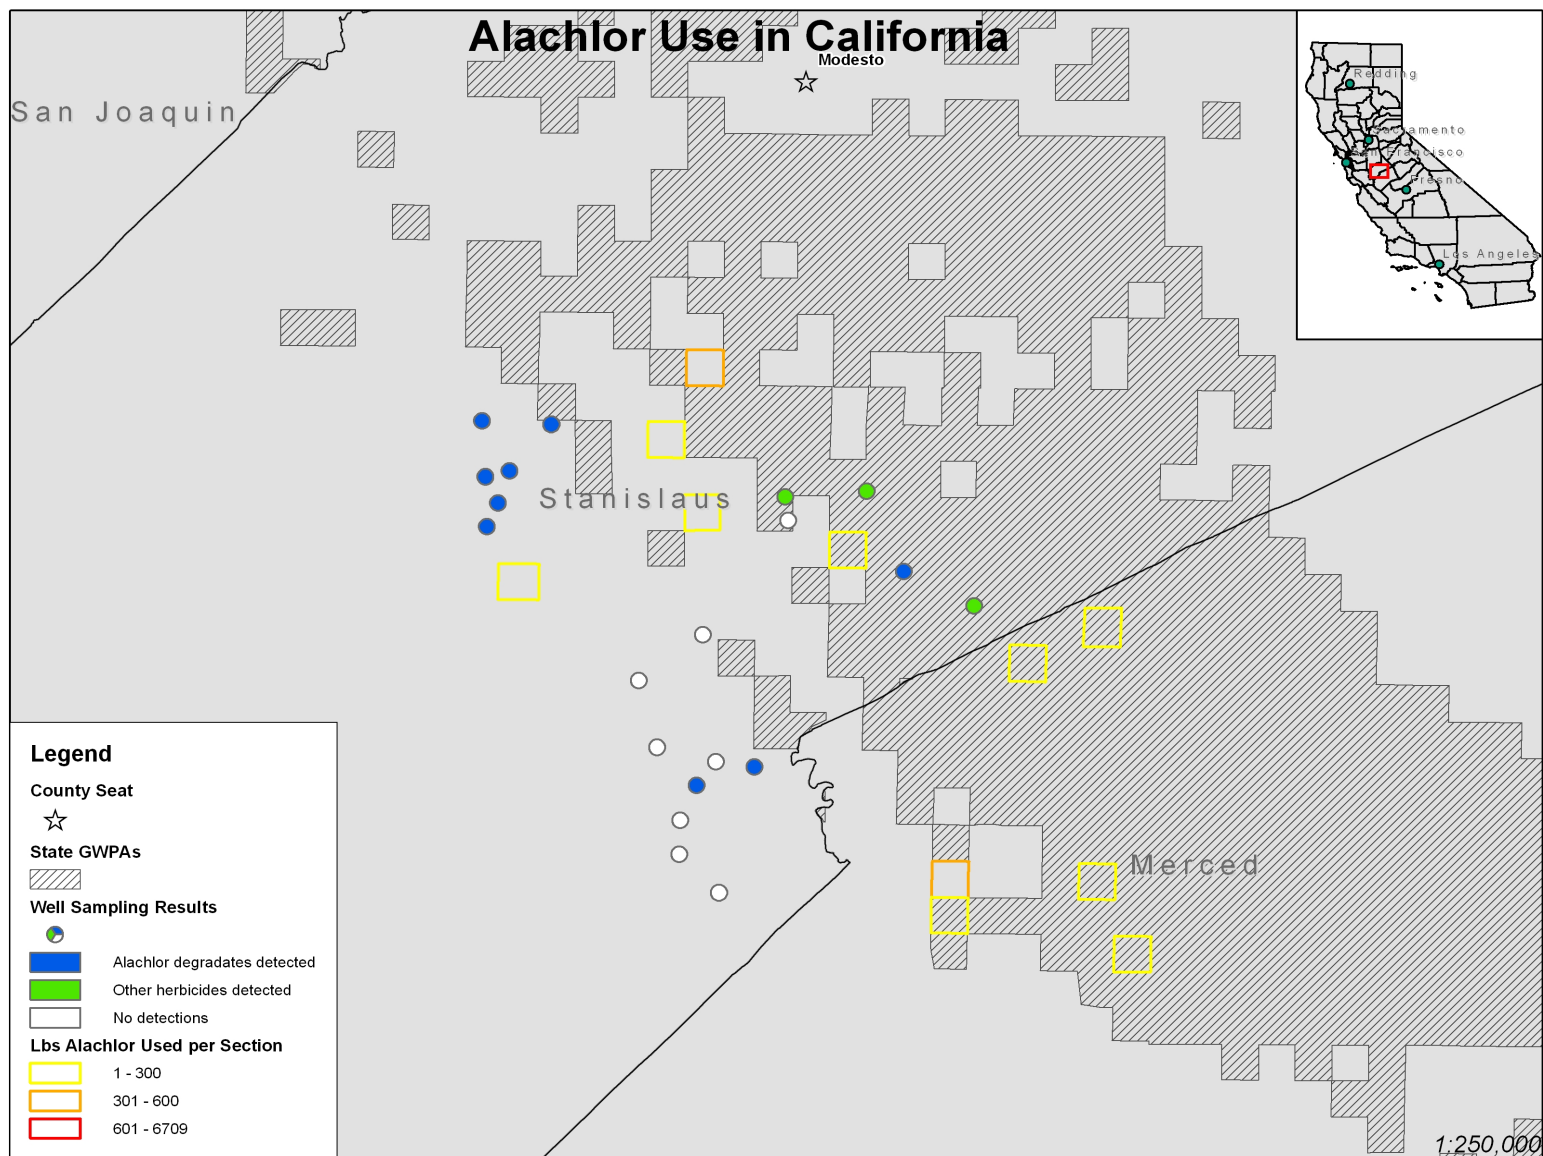 Alachlor Use in California
Modesto
San Joaquin
Redding
Sacramento
San Francisco
Fresno
Los Angeles
Stanislaus
Merced
Legend
County Seat
State GWPAs
Well Sampling Results
Alachlor degradates detected
Other herbicides detected
No detections
Lbs Alachlor Used per Section
1 - 300
301 - 600
601 - 6709
1:250,000